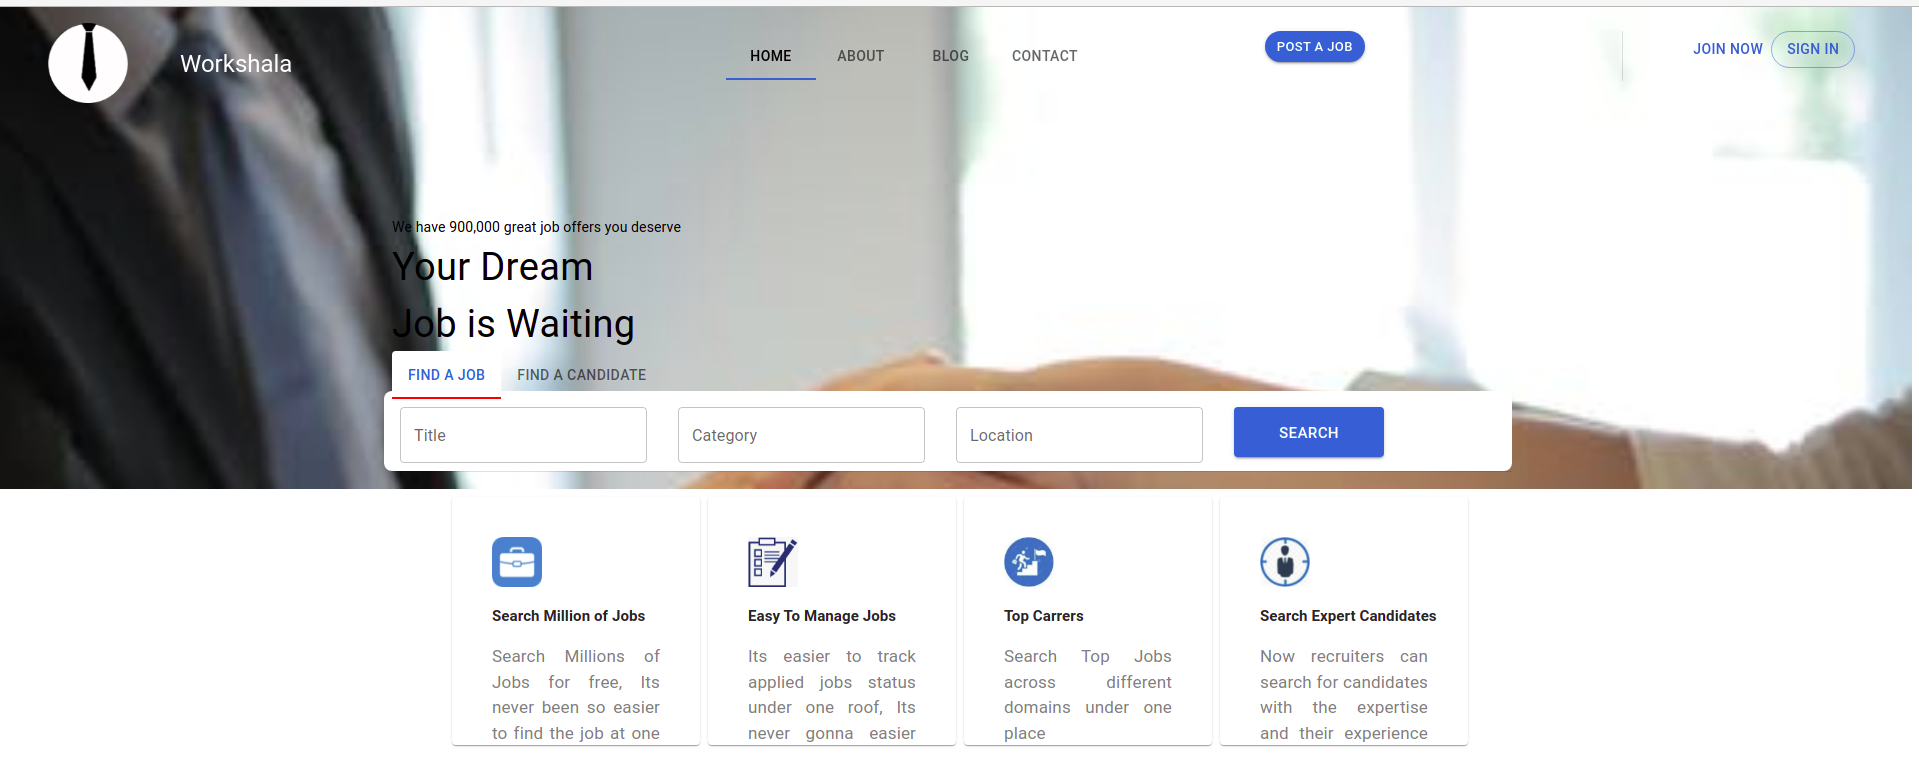 Workshala
HOME ABOUT BLOG CONTACT
POST A JOB
JOIN NOW SIGN IN
We have 900,000 great job offers you deserve
Your Dream
Job is Waiting
FIND A JOB FIND A CANDIDATE
Title Category Location SEARCH
Search Million of Jobs
Search Millions of
Jobs for free, Its
never been so easier
to find the job at one
Easy To Manage Jobs
Its easier to track
applied jobs status
under one roof, Its
never gonna easier
Top Carrers
Search Top Jobs
across different
domains under one
place
Search Expert Candidates
Now recruiters can
search for candidates
with the expertise
and their experience